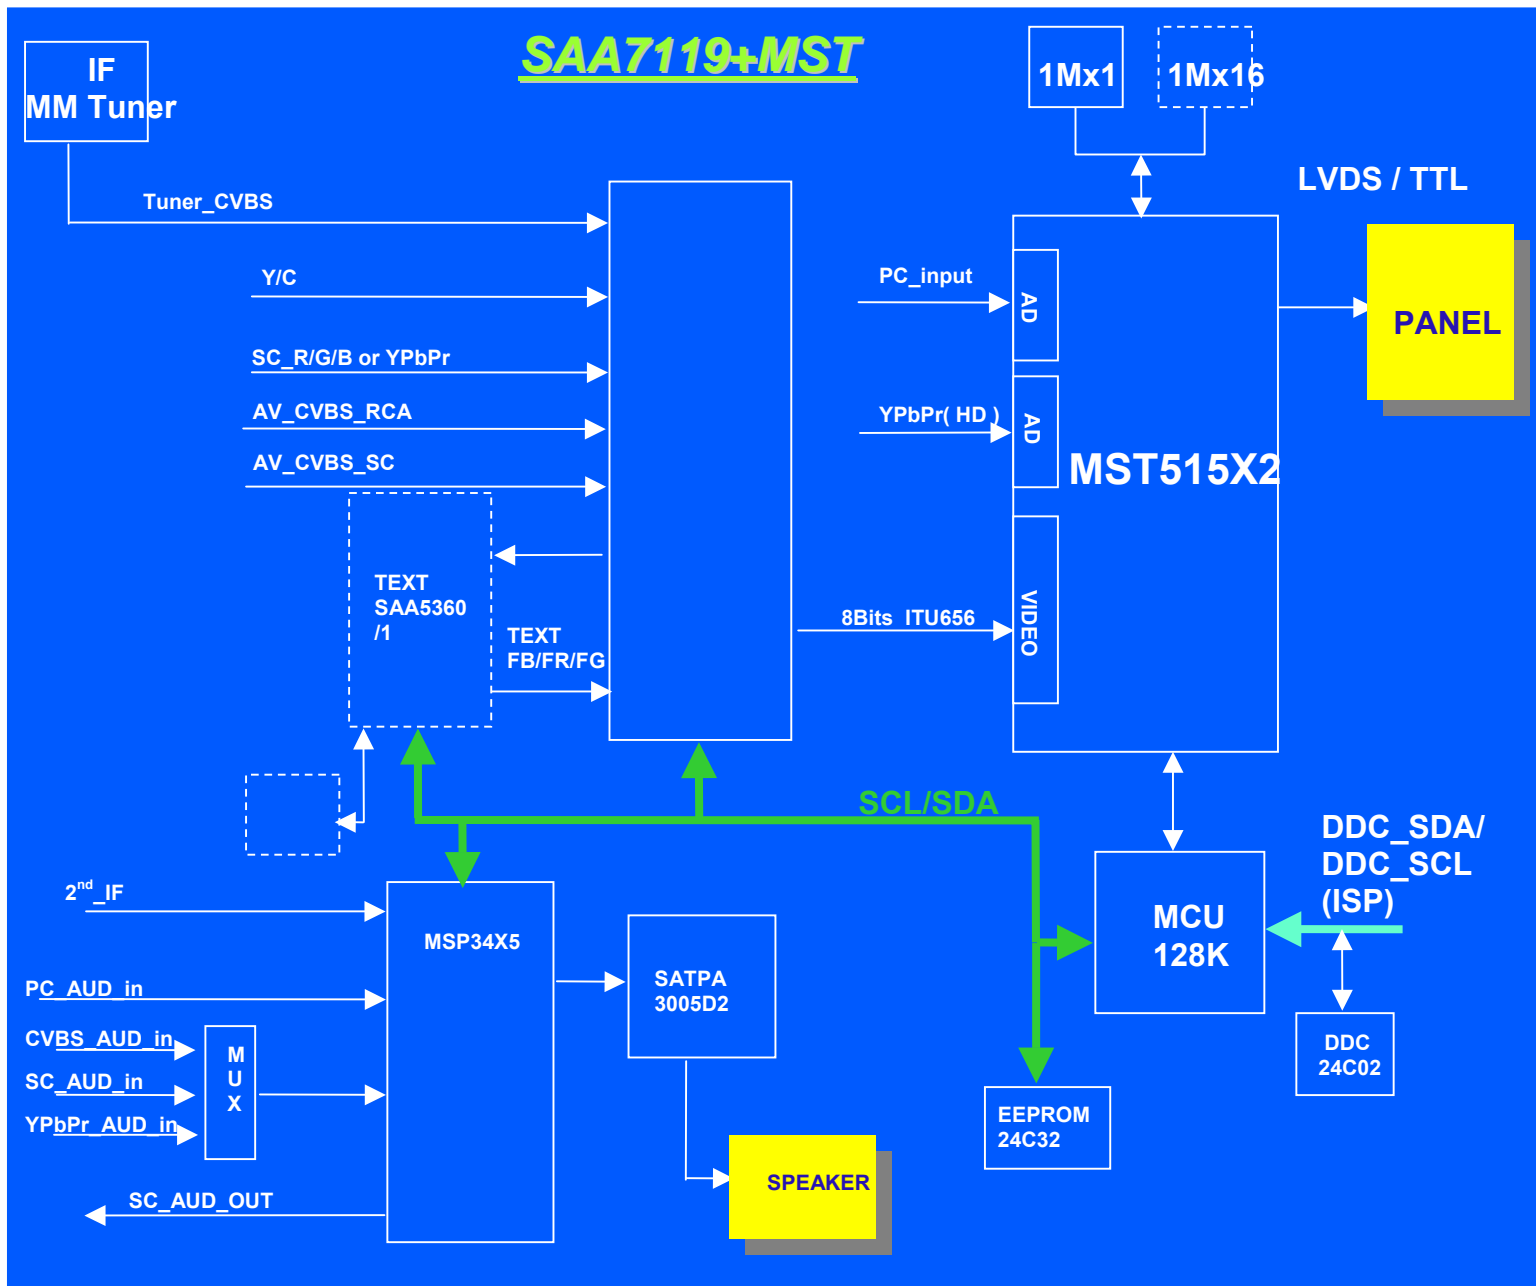 SAA7119+MST
IF
MM Tuner
1Mx1
1Mx16
LVDS / TTL
Tuner_CVBS
Y/C
SC_R/G/B or YPbPr
AV_CVBS_RCA
AV_CVBS_SC
PC_input
AD
YPbPr( HD )
AD
MST515X2
PANEL
TEXT
SAA5360
/1
TEXT
FB/FR/FG
8Bits ITU656
VIDEO
SCL/SDA
DDC_SDA/
DDC_SCL
(ISP)
MCU
128K
2nd_IF
MSP34X5
SATPA
3005D2
PC_AUD_in
CVBS_AUD_in
SC_AUD_in
YPbPr_AUD_in
M
U
X
DDC
24C02
EEPROM
24C32
SPEAKER
SC_AUD_OUT